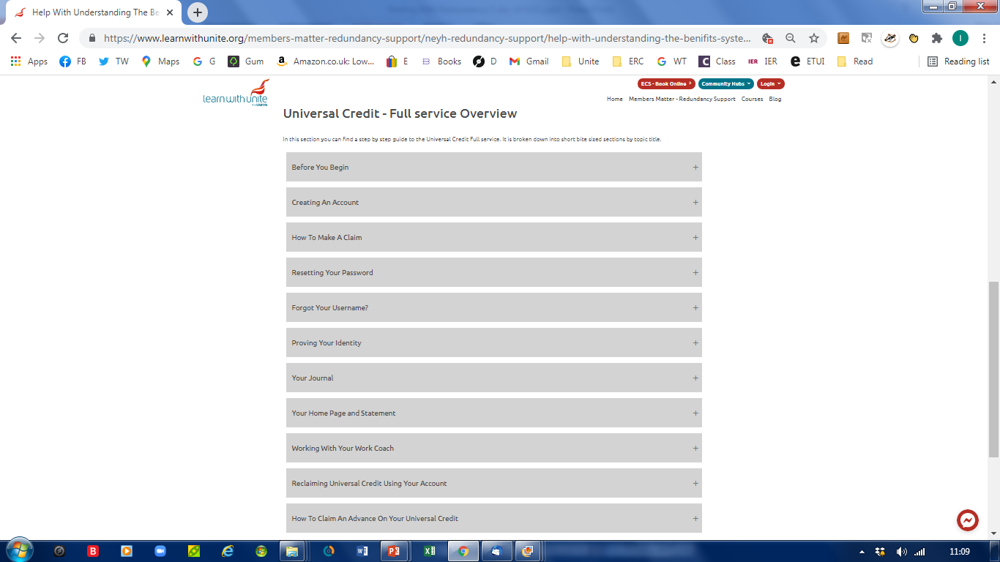 Help With Understanding The Be
https://www.learnwithunite.org/members-matter-redundancy-support/neyh-redundancy-support/help-with-understanding-the-benifits-syste...
I
Apps FB TW Maps G Gum Amazon.co.uk: Low... E Books D Gmail Unite ERC WT Class IER IER ETUI Read Reading list
learn with unite
the UNION
ECS - Book Online Community Hubs Login
Home Members Matter - Redundancy Support Courses Blog
Universal Credit - Full service Overview
In this section you can find a step by step guide to the Universal Credit Full service. It is broken down into short bite sized sections by topic title.
Before You Begin +
Creating An Account +
How To Make A Claim +
Resetting Your Password +
Forgot Your Username? +
Proving Your Identity +
Your Journal +
Your Home Page and Statement +
Working With Your Work Coach +
Reclaiming Universal Credit Using Your Account +
How To Claim An Advance On Your Universal Credit +
11:09